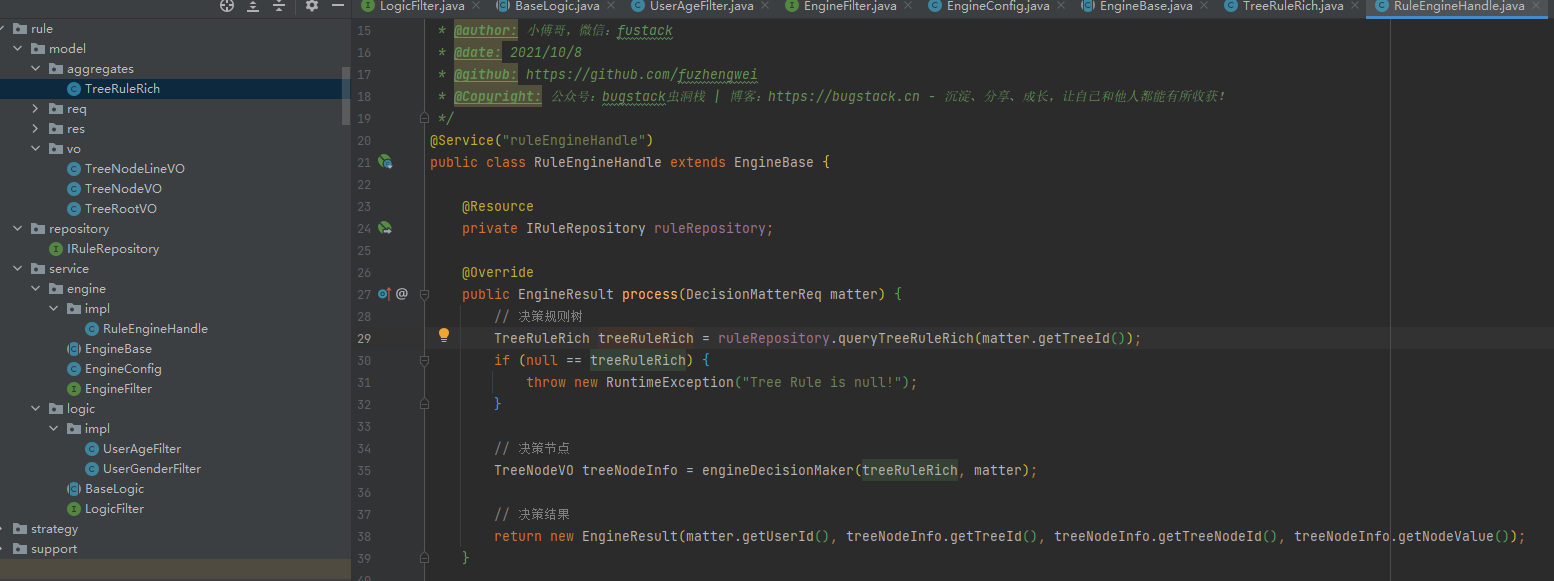 LogicFilter.java
BaseLogic.java
UserAgeFilter.java
EngineFilter.java
EngineConfig.java
EngineBase.java
TreeRuleRich.java
RuleEngineHandle.java
rule
model
aggregates
TreeRuleRich
req
res
vo
TreeNodeLineVO
TreeNodeVO
TreeRootVO
repository
IRuleRepository
service
engine
impl
RuleEngineHandle
EngineBase
EngineConfig
EngineFilter
logic
impl
UserAgeFilter
UserGenderFilter
BaseLogic
LogicFilter
strategy
support
15 * @author: 小傅哥，微信：fustack
16 * @date: 2021/10/8
17 * @github: https://github.com/fuzhengwei
18 * @Copyright: 公众号：bugstack虫洞栈 | 博客：https://bugstack.cn - 沉淀、分享、成长，让自己和他人都能有所收获！
19 */
20 @Service("ruleEngineHandle")
21 public class RuleEngineHandle extends EngineBase {
22
23 @Resource
24 private IRuleRepository ruleRepository;
25
26 @Override
27 @ public EngineResult process(DecisionMatterReq matter) {
28 // 决策规则树
29 TreeRuleRich treeRuleRich = ruleRepository.queryTreeRuleRich(matter.getTreeId());
30 if (null == treeRuleRich) {
31 throw new RuntimeException("Tree Rule is null!");
32 }
33
34 // 决策节点
35 TreeNodeVO treeNodeInfo = engineDecisionMaker(treeRuleRich, matter);
36
37 // 决策结果
38 return new EngineResult(matter.getUserId(), treeNodeInfo.getTreeId(), treeNodeInfo.getTreeNodeId(), treeNodeInfo.getNodeValue());
39 }